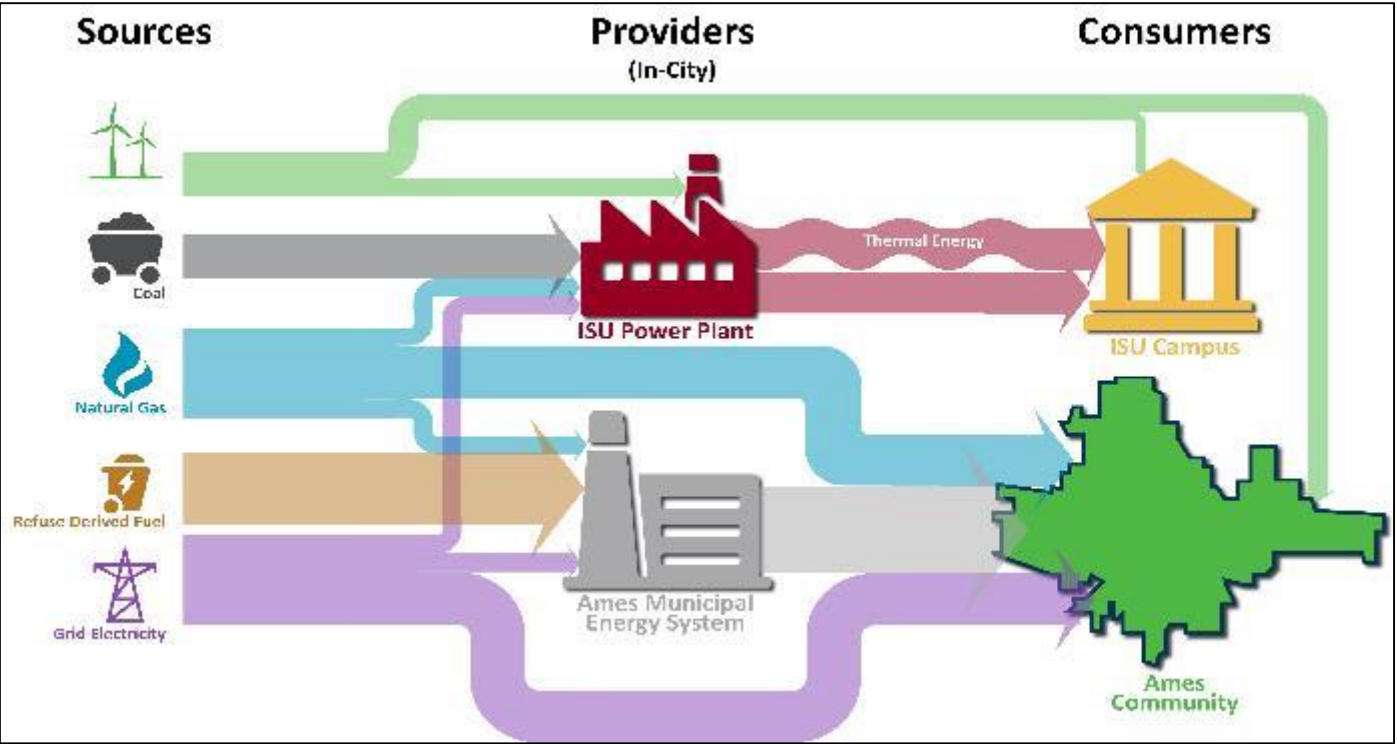 Sources
Providers
(In-City)
Consumers
Coal
Natural Gas
Refuse Derived Fuel
Grid Electricity
Thermal Energy
ISU Power Plant
ISU Campus
Ames Municipal
Energy System
Ames
Community